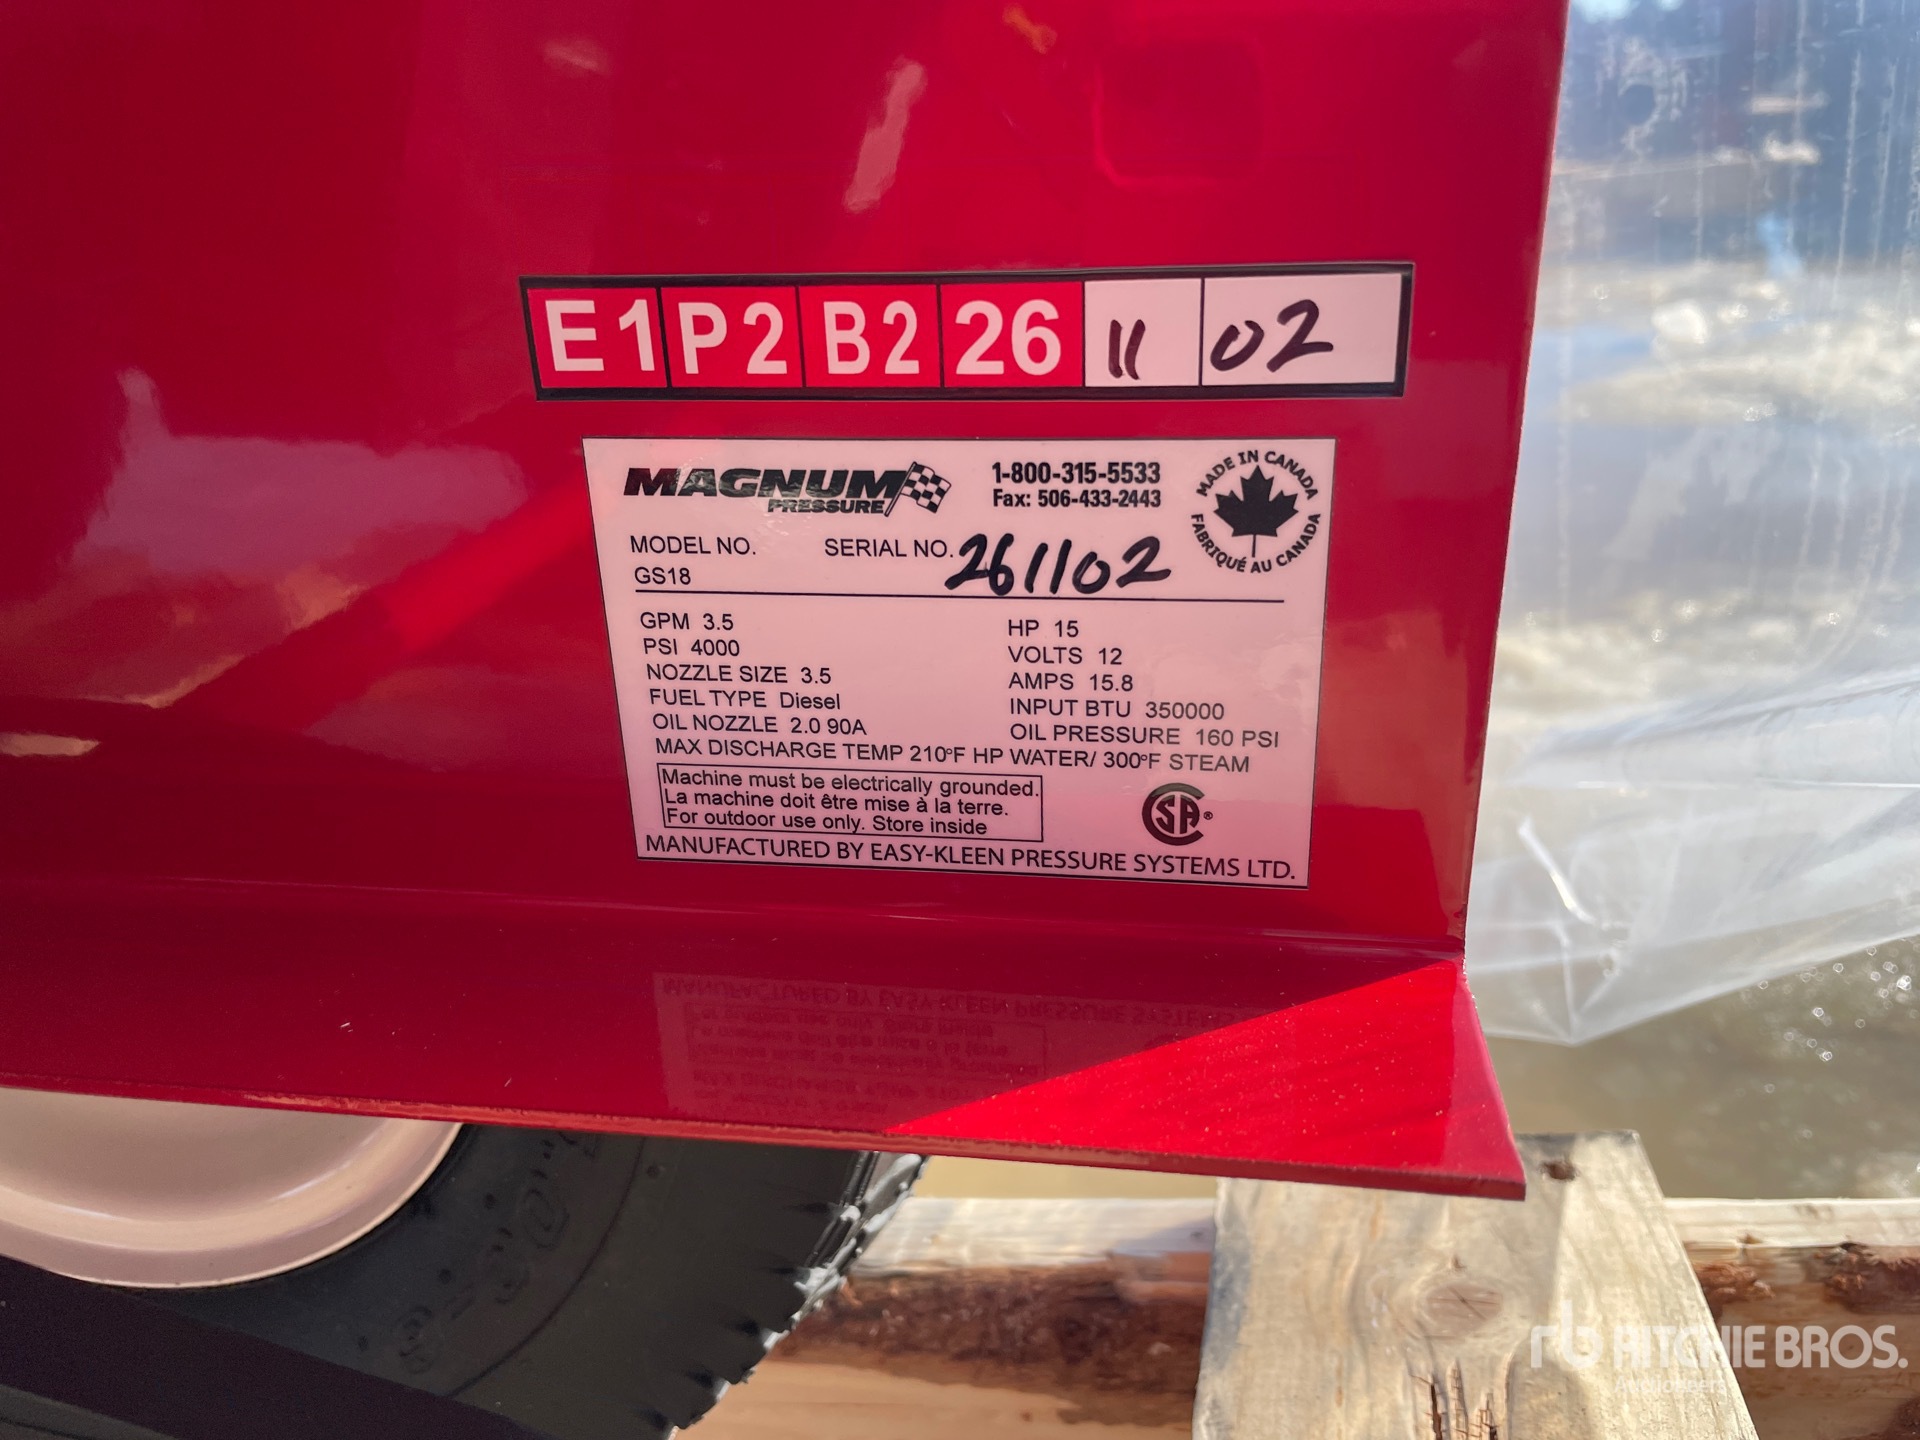 E1 P2 B2 26 11 02
MAGNUM PRESSURE
1-800-315-5533
Fax: 506-433-2443
MADE IN CANADA
FABRIQUÉ AU CANADA
MODEL NO. SERIAL NO. 261102
GS18
GPM 3.5 HP 15
PSI 4000 VOLTS 12
NOZZLE SIZE 3.5 AMPS 15.8
FUEL TYPE Diesel INPUT BTU 350000
OIL NOZZLE 2.0 90A OIL PRESSURE 160 PSI
MAX DISCHARGE TEMP 210°F HP WATER/ 300°F STEAM
Machine must be electrically grounded.
La machine doit être mise à la terre.
For outdoor use only. Store inside
CSA®
MANUFACTURED BY EASY-KLEEN PRESSURE SYSTEMS LTD.
rb RITCHIE BROS.
Auctioneers